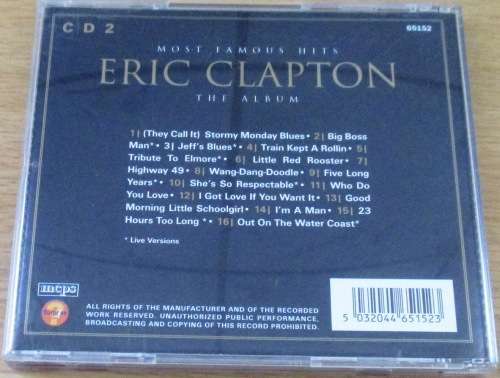 CD 2
65152
MOST FAMOUS HITS
ERIC CLAPTON
THE ALBUM
1| (They Call It) Stormy Monday Blues• 2| Big Boss
Man*• 3| Jeff's Blues*• 4| Train Kept A Rollin• 5|
Tribute To Elmore*• 6| Little Red Rooster• 7|
Highway 49• 8| Wang-Dang-Doodle• 9| Five Long
Years*• 10| She's So Respectable*• 11| Who Do
You Love• 12| I Got Love If You Want It• 13| Good
Morning Little Schoolgirl• 14| I'm A Man• 15| 23
Hours Too Long *• 16| Out On The Water Coast*
* Live Versions
mcps
ALL RIGHTS OF THE MANUFACTURER AND OF THE RECORDED
WORK RESERVED. UNAUTHORIZED PUBLIC PERFORMANCE,
BROADCASTING AND COPYING OF THIS RECORD PROHIBITED.
5 032044 651523